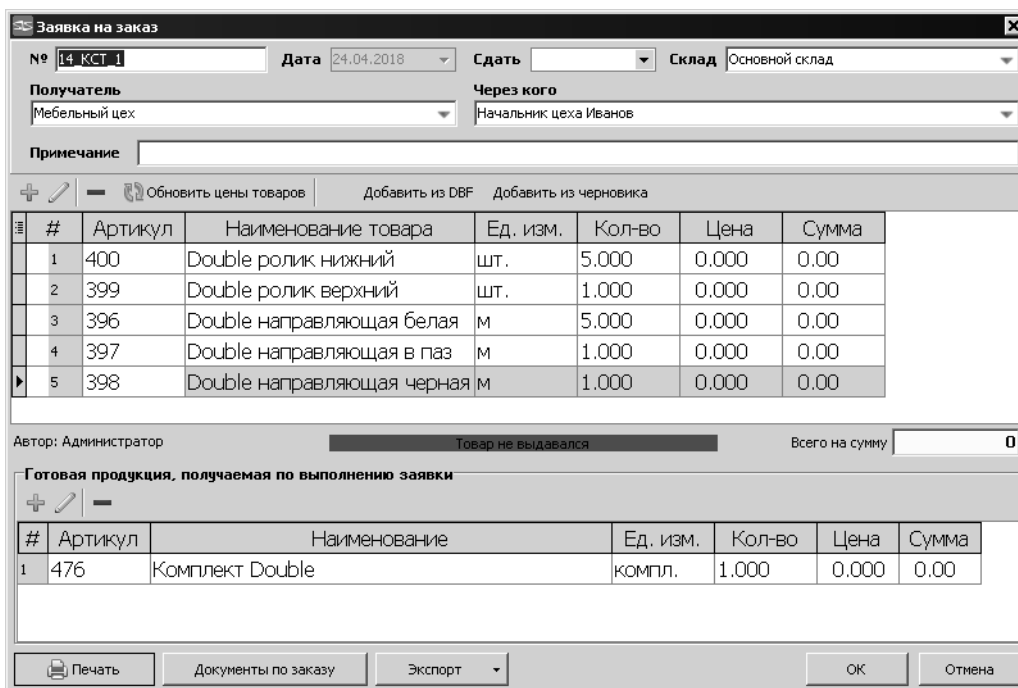 Заявка на заказ
№ 14_КСТ_1 Дата 24.04.2018 Сдать Склад Основной склад
Получатель Через кого
Мебельный цех Начальник цеха Иванов
Примечание
Обновить цены товаров Добавить из DBF Добавить из черновика
# Артикул Наименование товара Ед. изм. Кол-во Цена Сумма
1 400 Double ролик нижний шт. 5.000 0.000 0.00
2 399 Double ролик верхний шт. 1.000 0.000 0.00
3 396 Double направляющая белая м 5.000 0.000 0.00
4 397 Double направляющая в паз м 1.000 0.000 0.00
5 398 Double направляющая черная м 1.000 0.000 0.00
Автор: Администратор Товар не выдавался Всего на сумму 0
Готовая продукция, получаемая по выполнению заявки
# Артикул Наименование Ед. изм. Кол-во Цена Сумма
1 476 Комплект Double компл. 1.000 0.000 0.00
Печать Документы по заказу Экспорт ОК Отмена